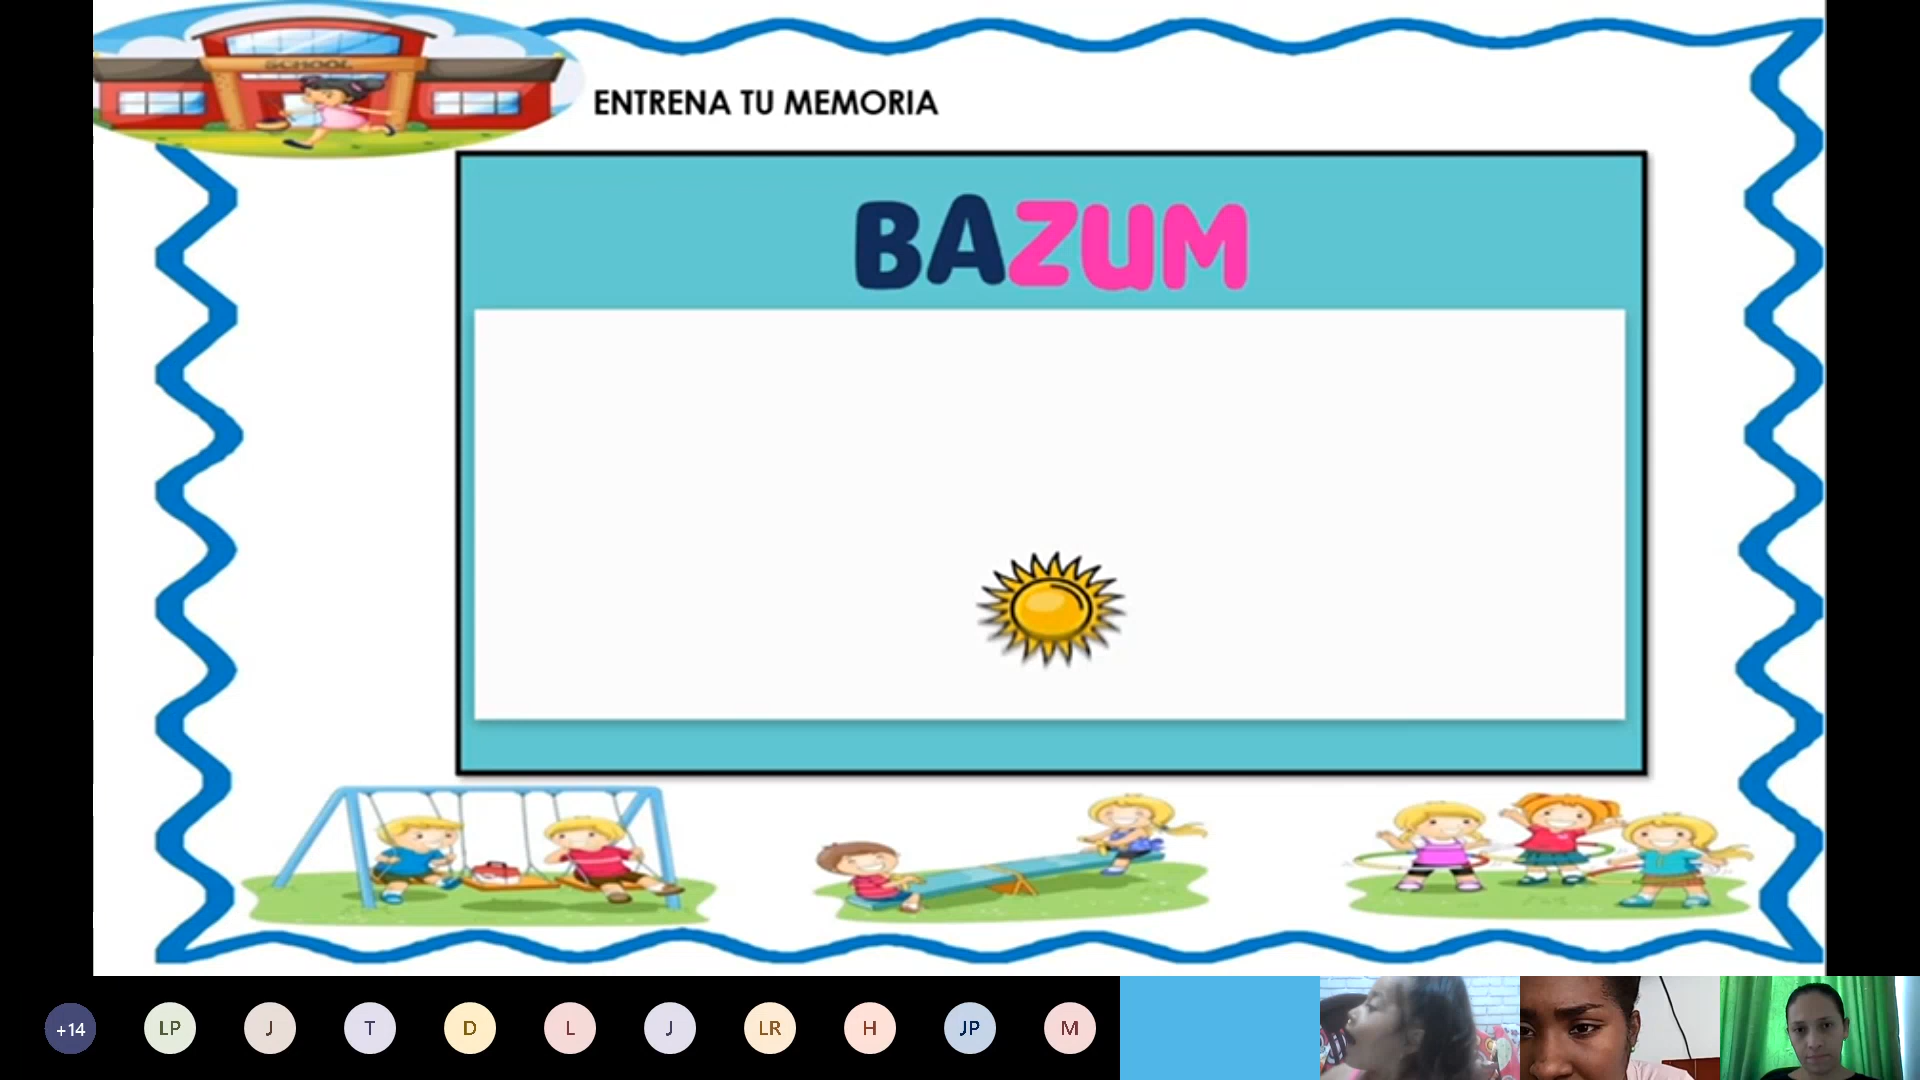 SCHOOL
ENTRENA TU MEMORIA
BAZUM
+14
LP
J
T
D
L
J
LR
H
JP
M